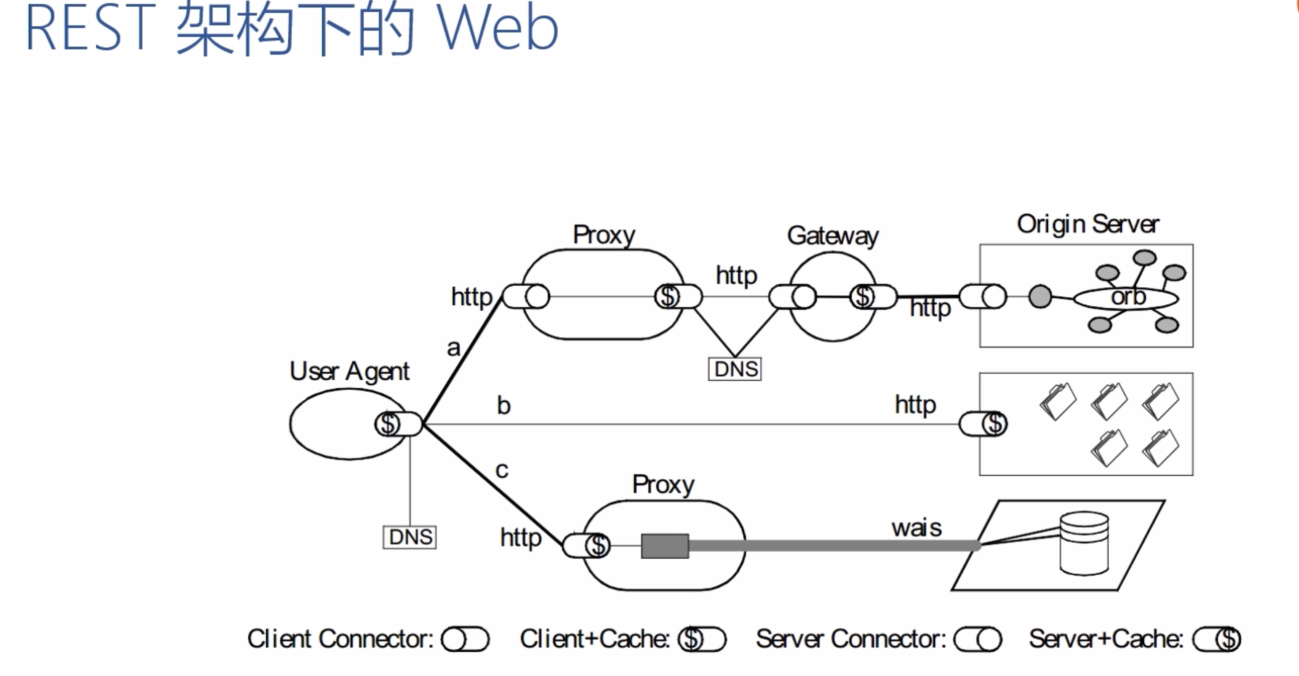 REST 架构下的 Web
Proxy
Gateway
Origin Server
http
http
http
orb
a
DNS
User Agent
$
$
$
b
http
$
c
Proxy
DNS
http
$
wais
Client Connector:
Client+Cache: $
Server Connector:
Server+Cache: $